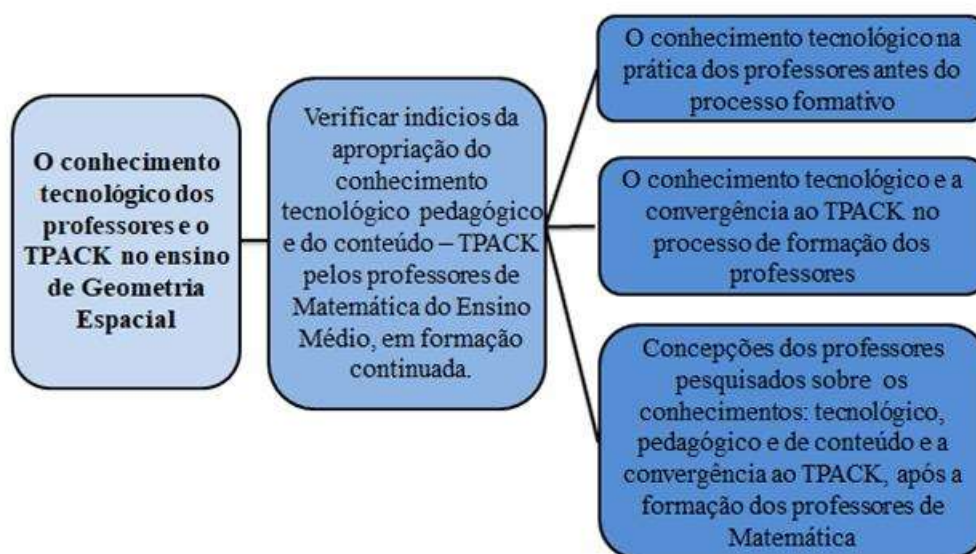 O conhecimento
tecnológico dos
professores e o
TPACK no ensino
de Geometria
Espacial
Verificar indícios da
apropriação do
conhecimento
tecnológico pedagógico
e do conteúdo – TPACK
pelos professores de
Matemática do Ensino
Médio, em formação
continuada.
O conhecimento tecnológico na
prática dos professores antes do
processo formativo
O conhecimento tecnológico e a
convergência ao TPACK no
processo de formação dos
professores
Concepções dos professores
pesquisados sobre os
conhecimentos: tecnológico,
pedagógico e de conteúdo e a
convergência ao TPACK, após a
formação dos professores de
Matemática